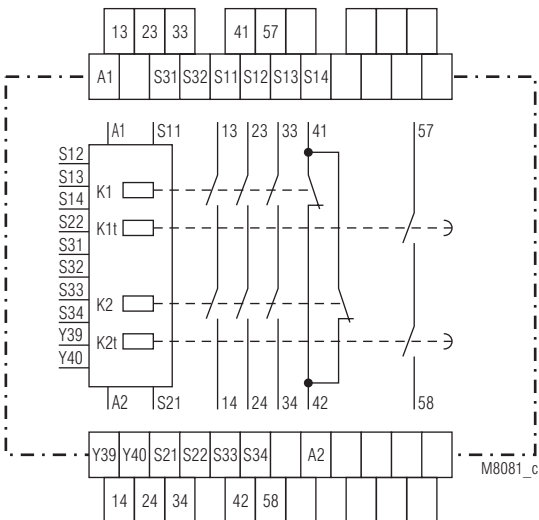 13 23 33 41 57
A1 S31 S32 S11 S12 S13 S14
A1 S11 13 23 33 41 57
S12
S13
S14
K1
S22
K1t
S31
S32
S33
K2
S34
Y39
K2t
Y40
A2 S21 14 24 34 42 58
Y39 Y40 S21 S22 S33 S34 A2
M8081_c
14 24 34 42 58